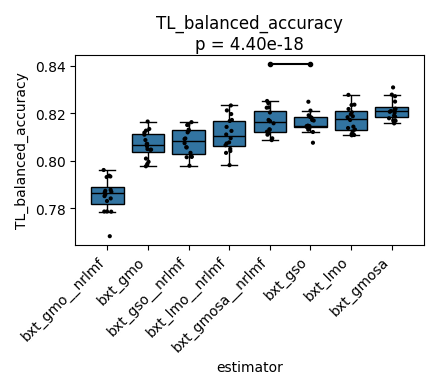 TL_balanced_accuracy
p = 4.40e-18
TL_balanced_accuracy
0.84
0.82
0.80
0.78
bxt_gmo__nrlmf
bxt_gmo
bxt_gso__nrlmf
bxt_lmo__nrlmf
bxt_gmosa__nrlmf
bxt_gso
bxt_lmo
bxt_gmosa
estimator